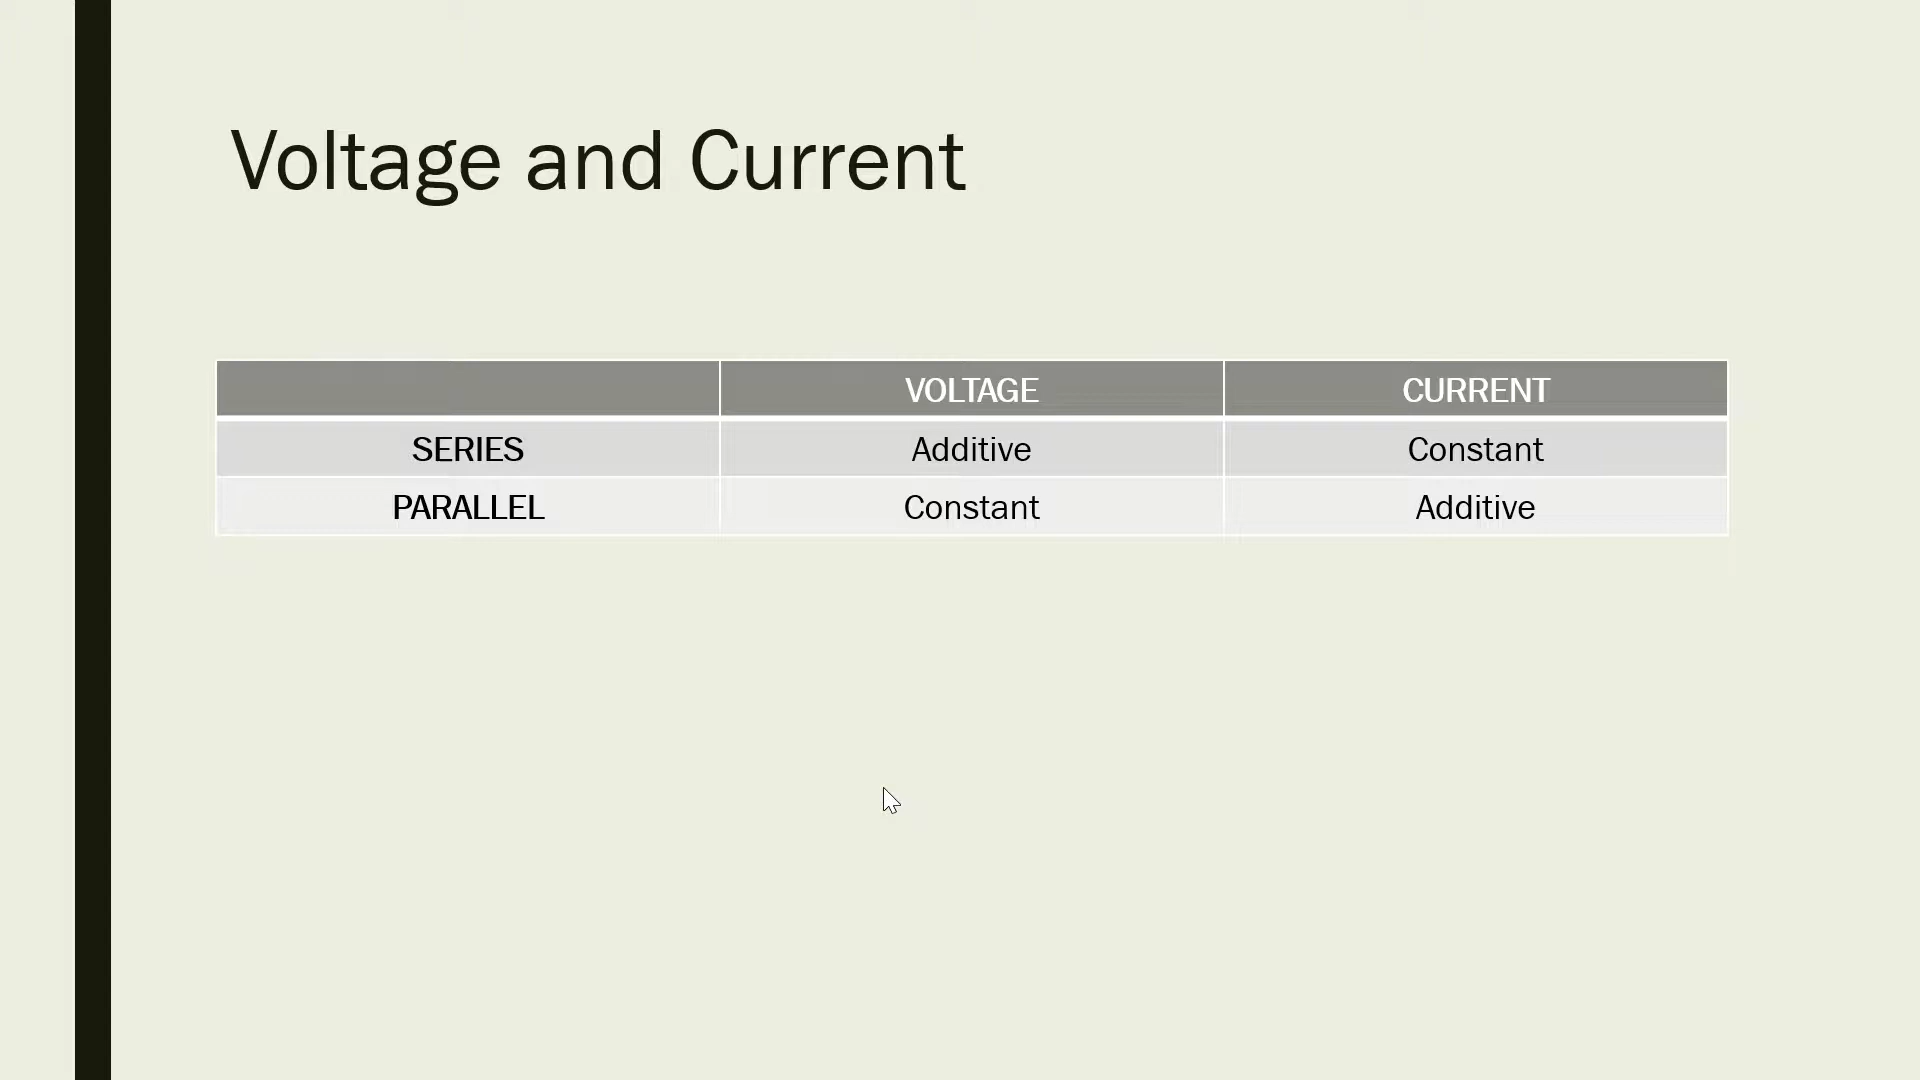 Voltage and Current
VOLTAGE CURRENT
SERIES Additive Constant
PARALLEL Constant Additive